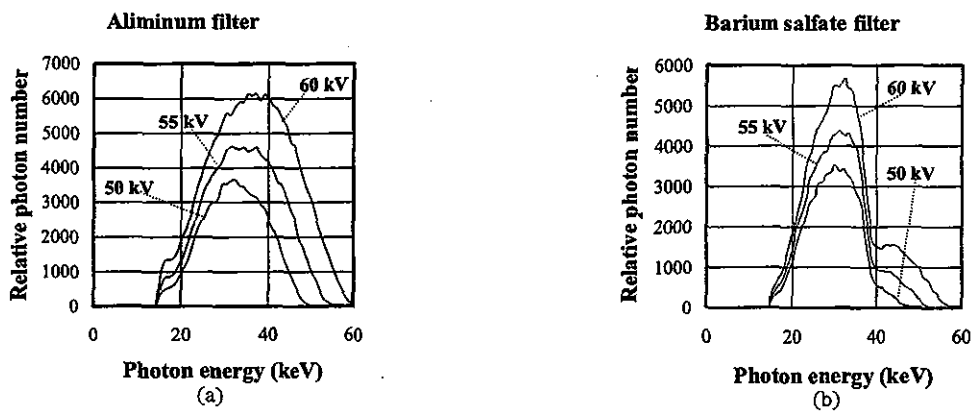 Aliminum filter
Relative photon number
7000
6000
5000
4000
3000
2000
1000
0
60 kV
55 kV
50 kV
0 20 40 60
Photon energy (keV)
(a)
Barium salfate filter
Relative photon number
6000
5000
4000
3000
2000
1000
0
60 kV
55 kV
50 kV
0 20 40 60
Photon energy (keV)
(b)